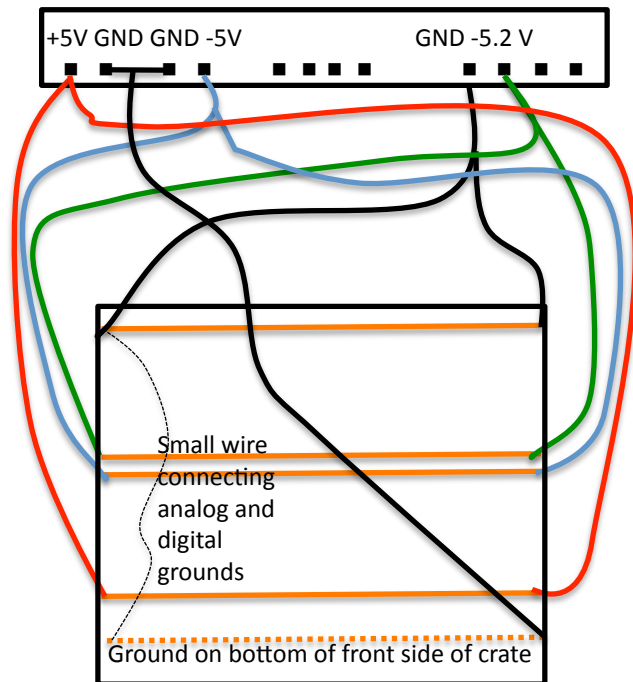 +5V GND GND -5V GND -5.2 V
Small wire
connecting
analog and
digital
grounds
Ground on bottom of front side of crate